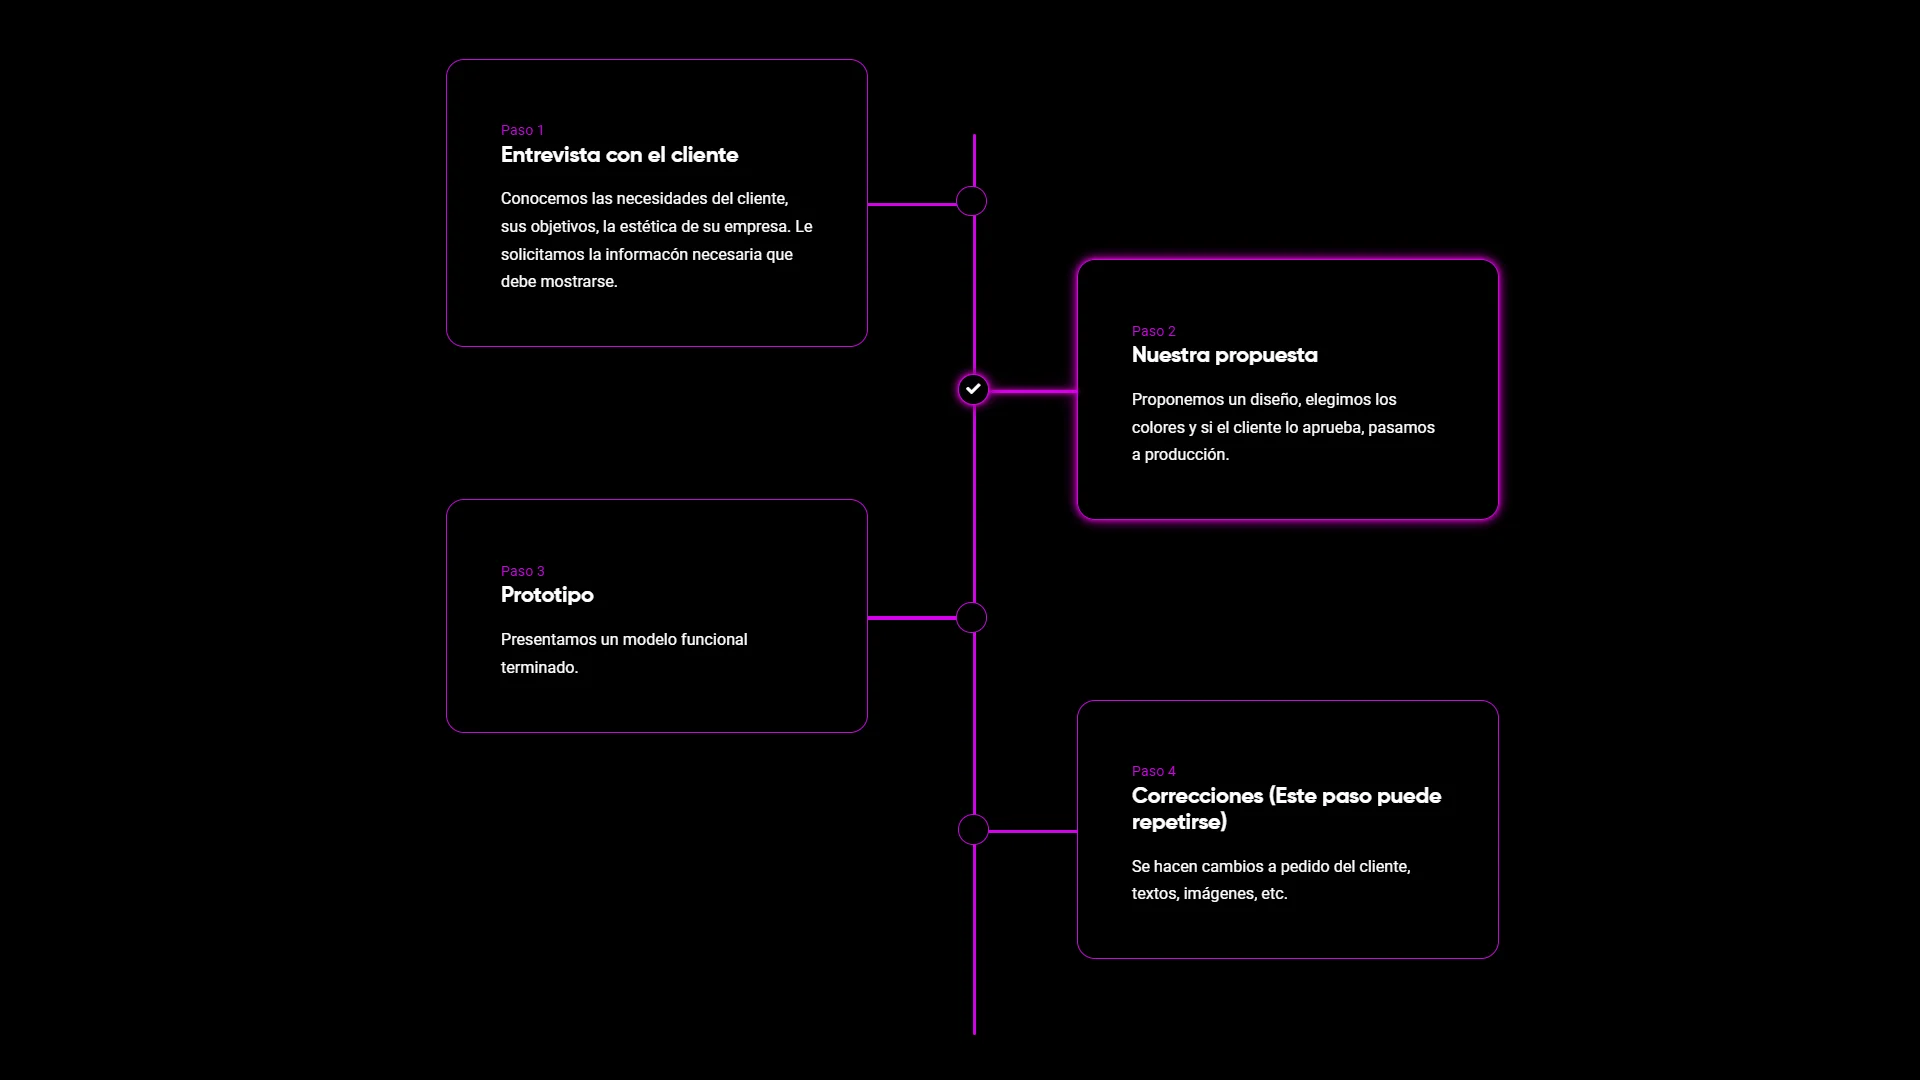 Paso 1
Entrevista con el cliente
Conocemos las necesidades del cliente,
sus objetivos, la estética de su empresa. Le
solicitamos la informacón necesaria que
debe mostrarse.
Paso 2
Nuestra propuesta
Proponemos un diseño, elegimos los
colores y si el cliente lo aprueba, pasamos
a producción.
Paso 3
Prototipo
Presentamos un modelo funcional
terminado.
Paso 4
Correcciones (Este paso puede
repetirse)
Se hacen cambios a pedido del cliente,
textos, imágenes, etc.